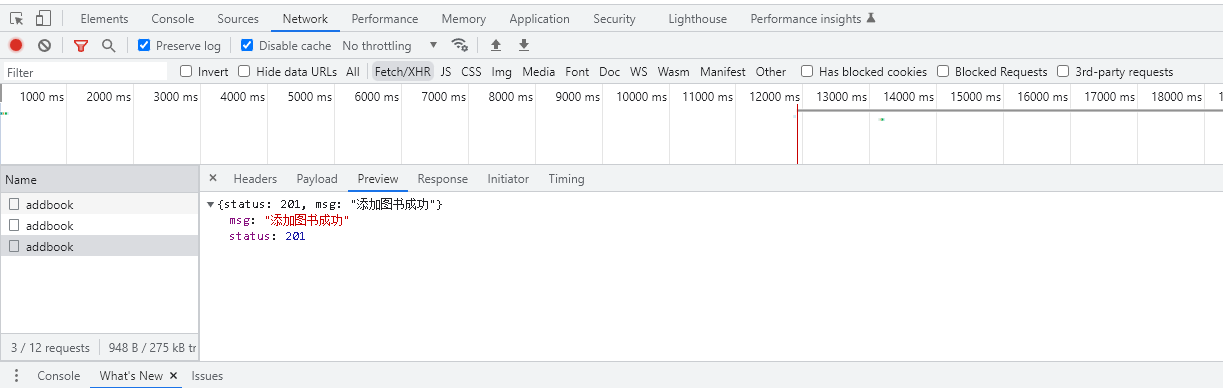 Elements Console Sources Network Performance Memory Application Security Lighthouse Performance insights
Preserve log Disable cache No throttling
Filter Invert Hide data URLs All Fetch/XHR JS CSS Img Media Font Doc WS Wasm Manifest Other Has blocked cookies Blocked Requests 3rd-party requests
1000 ms 2000 ms 3000 ms 4000 ms 5000 ms 6000 ms 7000 ms 8000 ms 9000 ms 10000 ms 11000 ms 12000 ms 13000 ms 14000 ms 15000 ms 16000 ms 17000 ms 18000 ms 1
Name × Headers Payload Preview Response Initiator Timing
addbook
addbook
addbook
{status: 201, msg: "添加图书成功"}
msg: "添加图书成功"
status: 201
3 / 12 requests 948 B / 275 kB tr
Console What's New × Issues